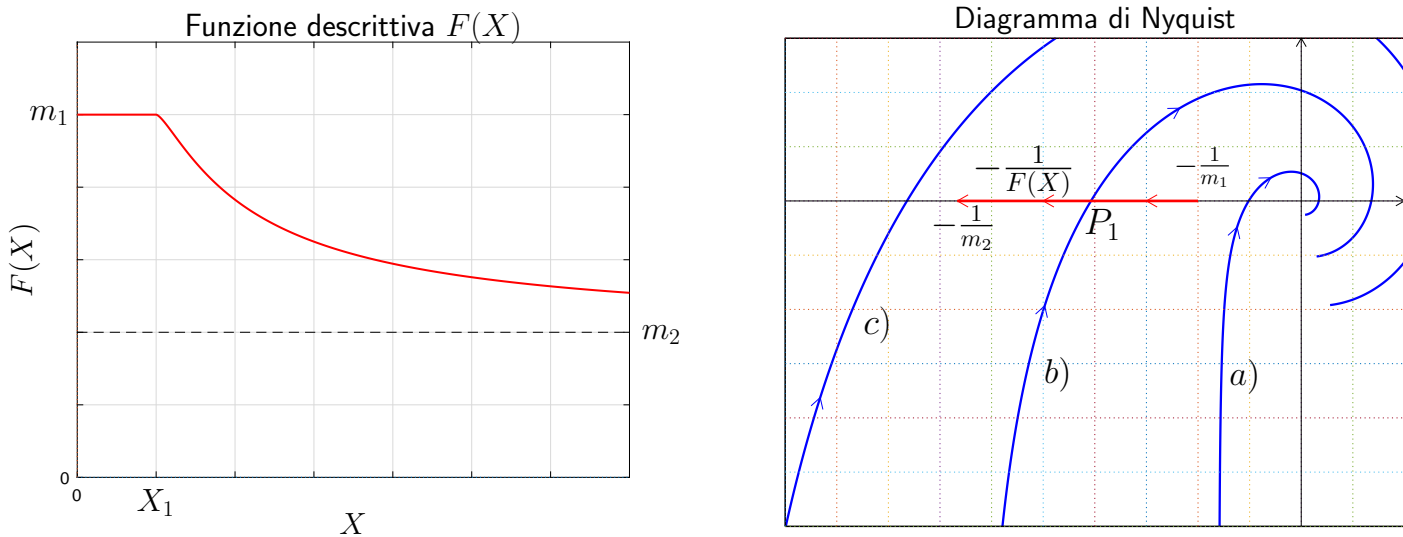 Funzione descrittiva F(X)
m₁
F(X)
m₂
0
0
X₁
X
Diagramma di Nyquist
−1/F(X)
−1/m₁
−1/m₂
P₁
c)
b)
a)